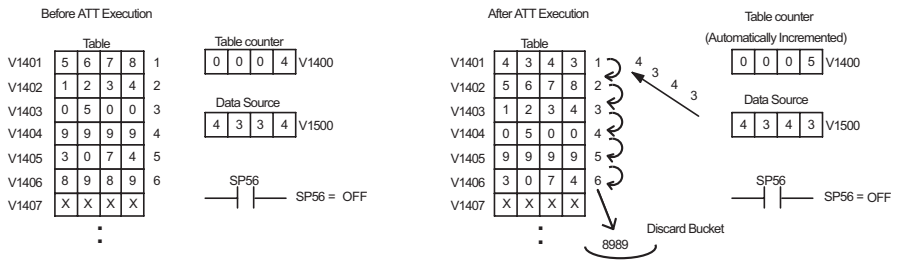 Before ATT Execution
Table
V1401 5 6 7 8 1
V1402 1 2 3 4 2
V1403 0 5 0 0 3
V1404 9 9 9 9 4
V1405 3 0 7 4 5
V1406 8 9 8 9 6
V1407 X X X X
Table counter
0 0 0 4 V1400
Data Source
4 3 3 4 V1500
SP56
SP56 = OFF
After ATT Execution
Table
V1401 4 3 4 3 1
V1402 5 6 7 8 2
V1403 1 2 3 4 3
V1404 0 5 0 0 4
V1405 9 9 9 9 5
V1406 3 0 7 4 6
V1407 X X X X
4 3 4 3
Discard Bucket
8989
Table counter
(Automatically Incremented)
0 0 0 5 V1400
Data Source
4 3 4 3 V1500
SP56
SP56 = OFF